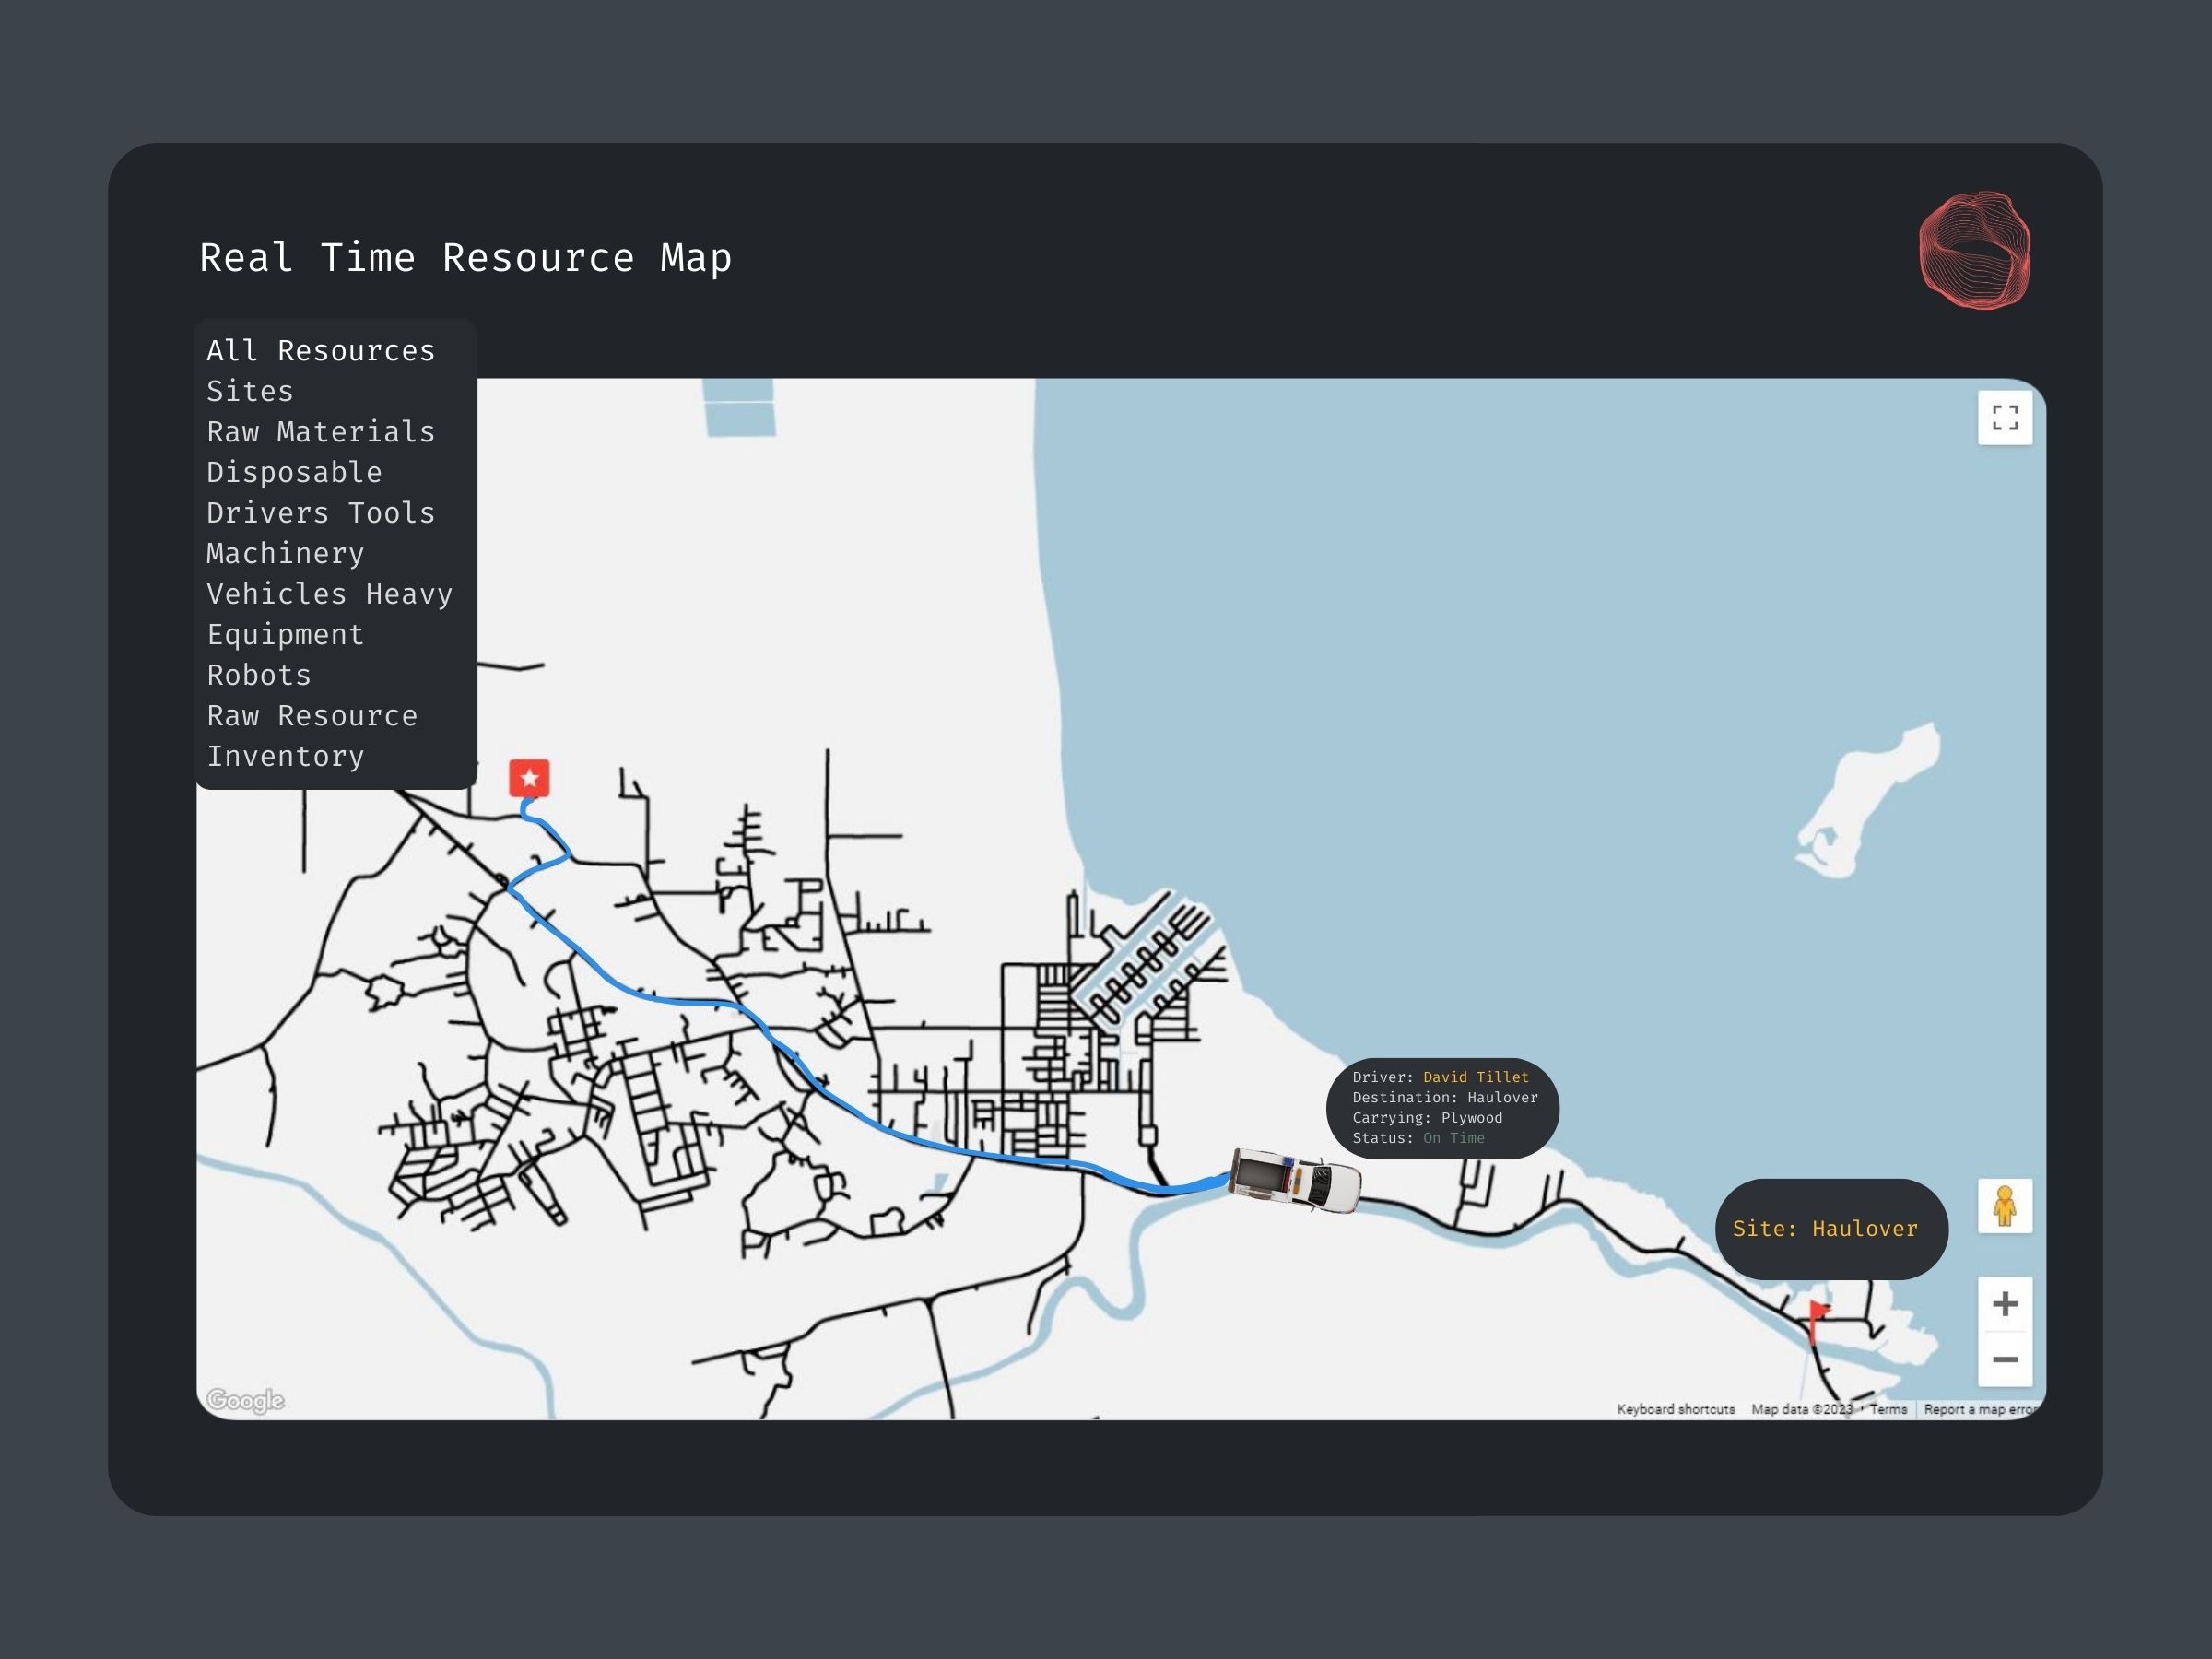 Real Time Resource Map
All Resources
Sites
Raw Materials
Disposable
Drivers Tools
Machinery
Vehicles Heavy
Equipment
Robots
Raw Resource
Inventory
Driver: David Tillet
Destination: Haulover
Carrying: Plywood
Status: On Time
Site: Haulover
Google
Keyboard shortcuts Map data ©2023 Terms Report a map error